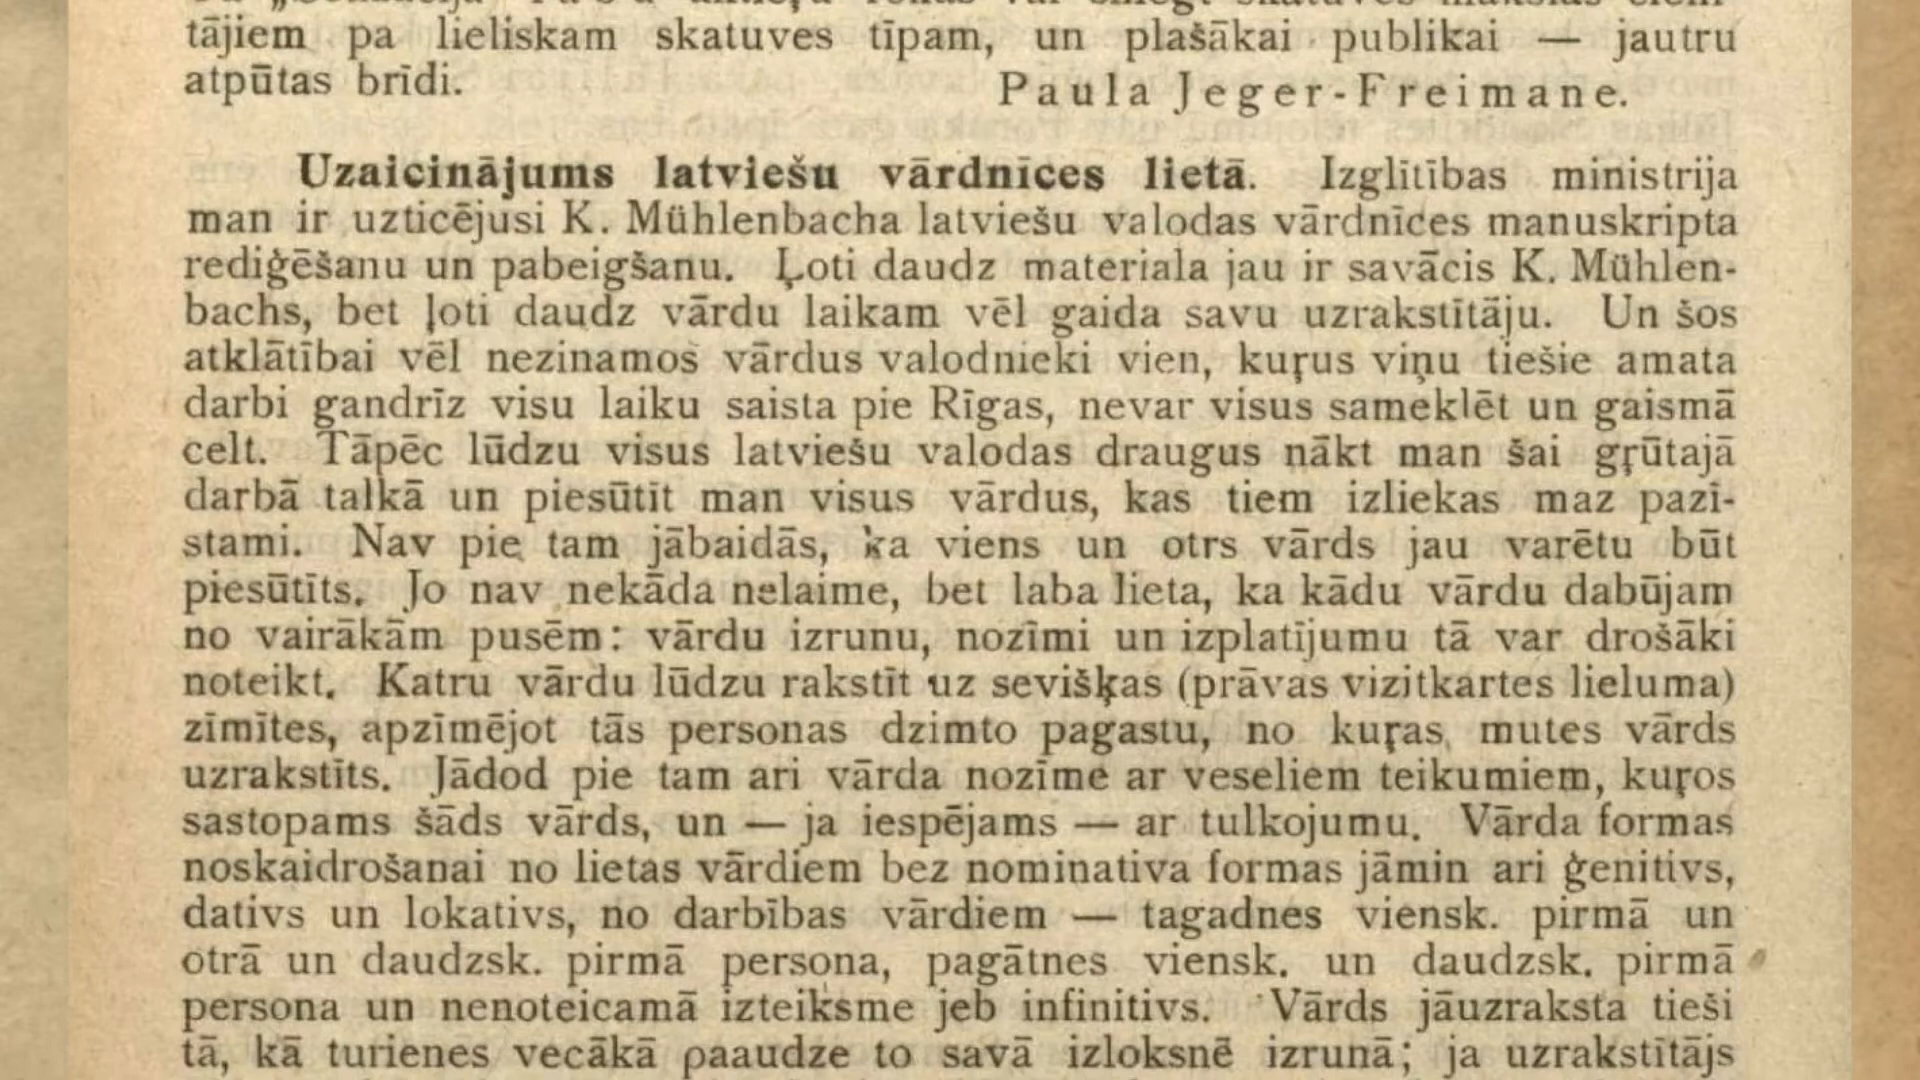 tājiem pa lieliskam skatuves tīpam, un plašākai publikai — jautru
atpūtas brīdi. Paula Jeger-Freimane.
Uzaicinājums latviešu vārdnīces lietā. Izglītības ministrija
man ir uzticējusi K. Mühlenbacha latviešu valodas vārdnīces manuskripta
rediģēšanu un pabeigšanu. Ļoti daudz materiala jau ir savācis K. Mühlen-
bachs, bet ļoti daudz vārdu laikam vēl gaida savu uzrakstītāju. Un šos
atklātībai vēl nezinamos vārdus valodnieki vien, kuŗus viņu tiešie amata
darbi gandrīz visu laiku saista pie Rīgas, nevar visus sameklēt un gaismā
celt. Tāpēc lūdzu visus latviešu valodas draugus nākt man šai gŗūtajā
darbā talkā un piesūtīt man visus vārdus, kas tiem izliekas maz pazī-
stami. Nav pie tam jābaidās, ka viens un otrs vārds jau varētu būt
piesūtīts. Jo nav nekāda nelaime, bet laba lieta, ka kādu vārdu dabūjam
no vairākām pusēm: vārdu izrunu, nozīmi un izplatījumu tā var drošāki
noteikt. Katru vārdu lūdzu rakstīt uz sevišķas (prāvas vizitkartes lieluma)
zīmītes, apzīmējot tās personas dzimto pagastu, no kuŗas mutes vārds
uzrakstīts. Jādod pie tam ari vārda nozīme ar veseliem teikumiem, kuŗos
sastopams šāds vārds, un — ja iespējams — ar tulkojumu. Vārda formas
noskaidrošanai no lietas vārdiem bez nominativa formas jāmin ari ģenitivs,
dativs un lokativs, no darbības vārdiem — tagadnes viensk. pirmā un
otrā un daudzsk. pirmā persona, pagātnes viensk. un daudzsk. pirmā
persona un nenoteicamā izteiksme jeb infinitivs. Vārds jāuzraksta tieši
tā, kā turienes vecākā paaudze to savā izloksnē izrunā; ja uzrakstītājs